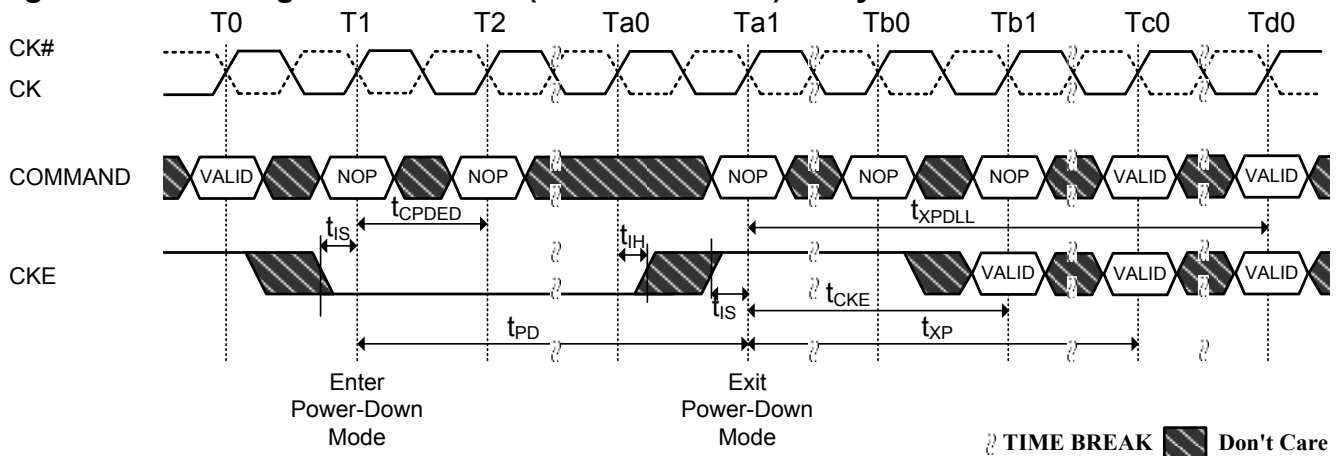 T0 T1 T2 Ta0 Ta1 Tb0 Tb1 Tc0 Td0
CK#
CK
COMMAND
VALID NOP NOP NOP NOP NOP VALID VALID
tIS tCPDED tIH tXPDLL
CKE
VALID VALID VALID
tIS tCKE
tPD tXP
Enter
Power-Down
Mode
Exit
Power-Down
Mode
TIME BREAK Don't Care